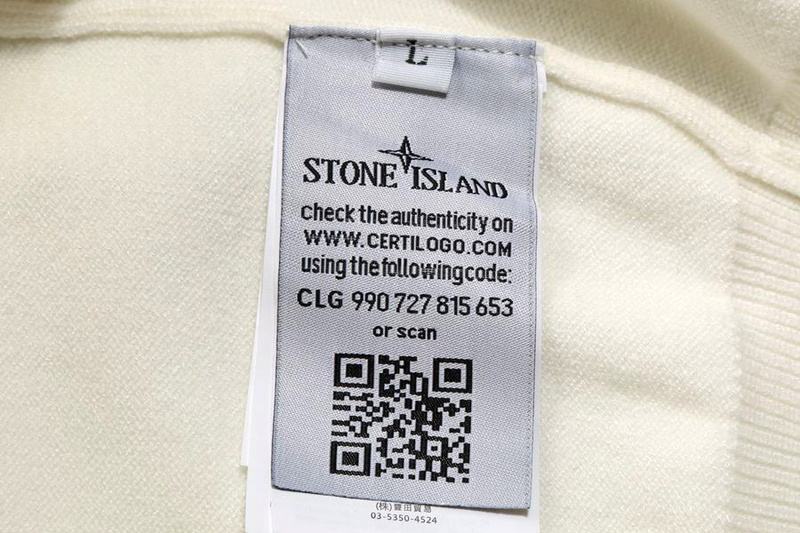 L
STONE ISLAND
check the authenticity on
WWW.CERTILOGO.COM
using the following code:
CLG 990 727 815 653
or scan
(株)豊田貿易
03-5350-4524